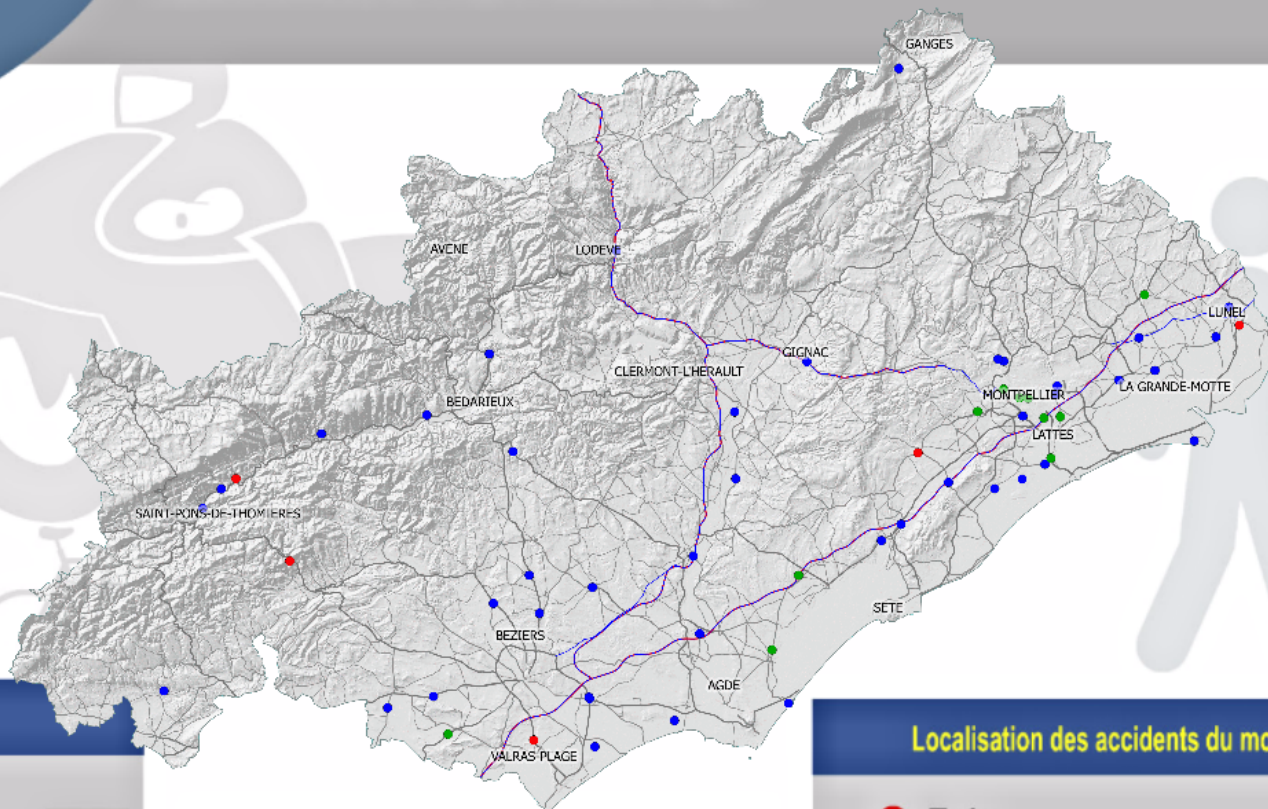 GANGES
AVENE
LODEVE
LUNEL
GIGNAC
CLERMONT-L'HERAULT
LA GRANDE-MOTTE
MONTPELLIER
BEDARIEUX
LATTES
SAINT-PONS-DE-THOMIERES
SETE
BEZIERS
AGDE
Localisation des accidents du mo
VALRAS PLAGE